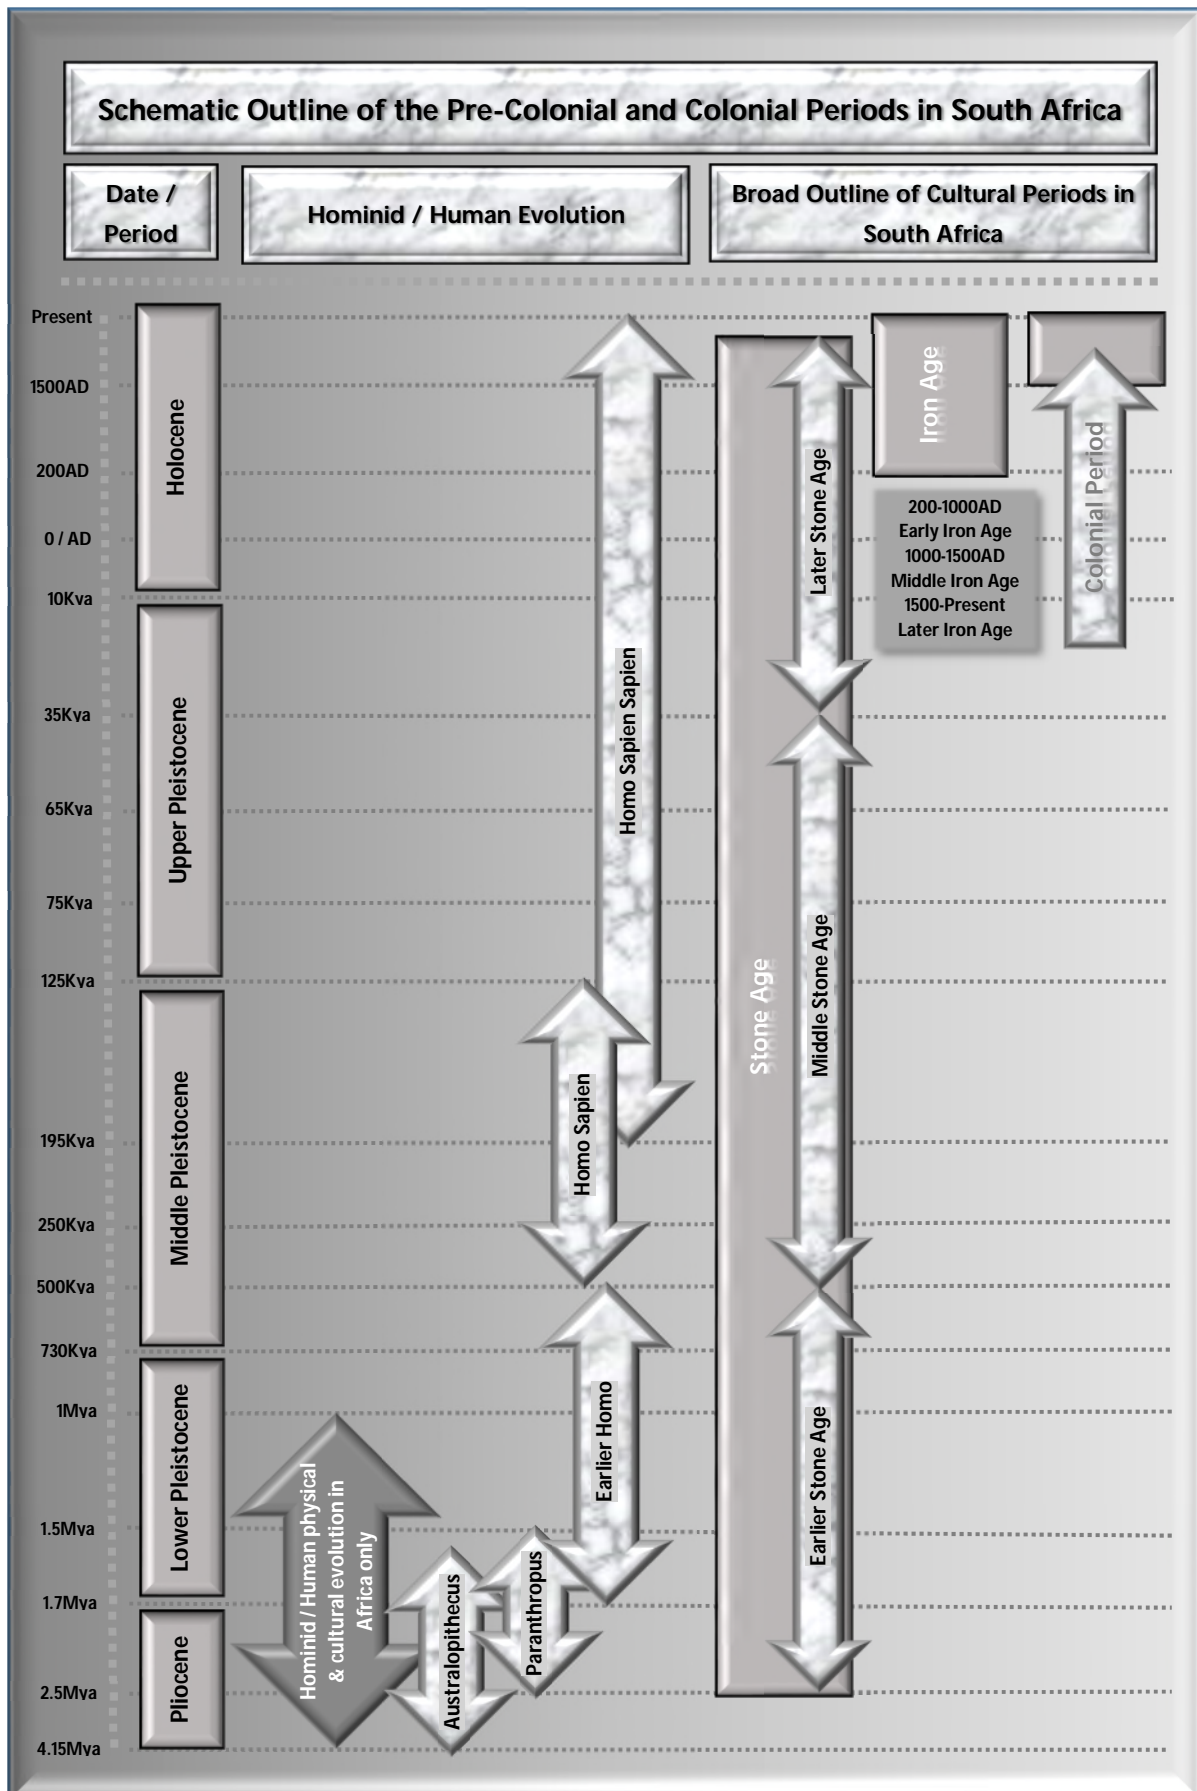 Schematic Outline of the Pre-Colonial and Colonial Periods in South Africa
Date /
Period
Hominid / Human Evolution
Broad Outline of Cultural Periods in
South Africa
Present
1500AD
200AD
0 / AD
10Kya
35Kya
65Kya
75Kya
125Kya
195Kya
250Kya
500Kya
730Kya
1Mya
1.5Mya
1.7Mya
2.5Mya
4.15Mya
Holocene
Upper Pleistocene
Middle Pleistocene
Lower Pleistocene
Pliocene
Hominid / Human physical
& cultural evolution in
Africa only
Australopithecus
Paranthropus
Earlier Homo
Homo Sapien
Homo Sapien Sapien
Stone Age
Later Stone Age
Middle Stone Age
Earlier Stone Age
Iron Age
200-1000AD
Early Iron Age
1000-1500AD
Middle Iron Age
1500-Present
Later Iron Age
Colonial Period